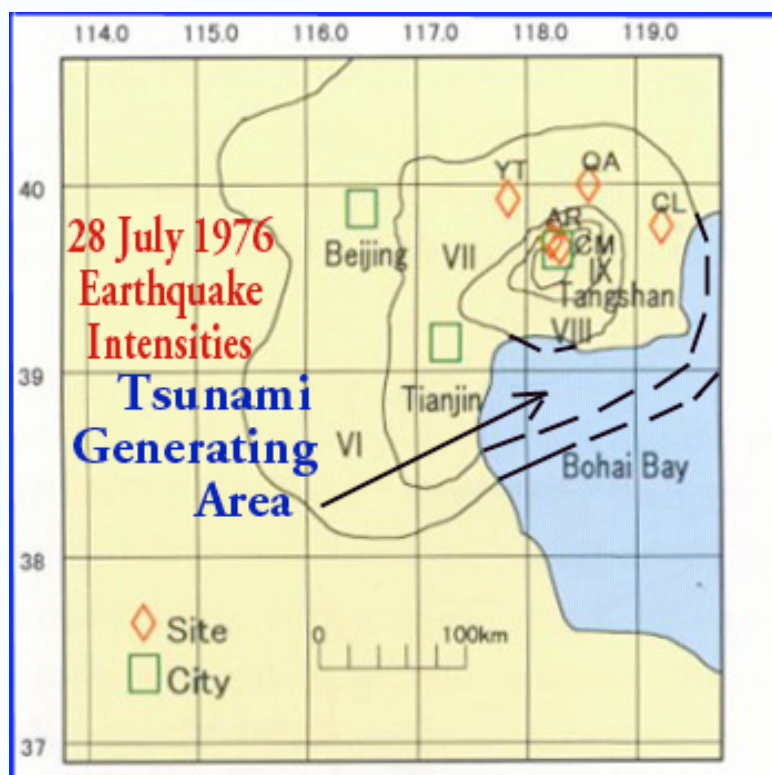 114.0 115.0 116.0 117.0 118.0 119.0
40
39
38
37
YT
QA
CL
AR
CM
Beijing
VII
IX
Tangshan
VIII
28 July 1976
Earthquake
Intensities
Tsunami
Generating
Area
Tianjin
VI
Bohai Bay
Site
City
0 100km